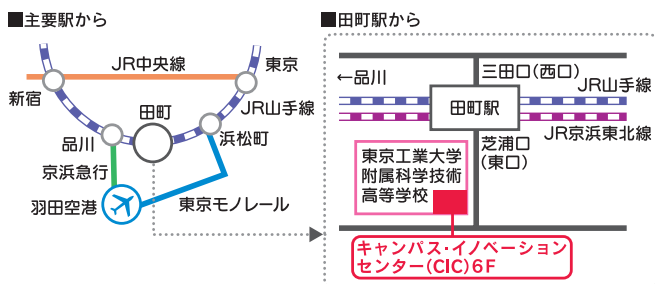 ■主要駅から
JR中央線
東京
新宿
田町
JR山手線
品川
浜松町
京浜急行
羽田空港
東京モノレール
■田町駅から
←品川
三田口(西口)
JR山手線
田町駅
JR京浜東北線
芝浦口
(東口)
東京工業大学
附属科学技術
高等学校
キャンパス・イノベーション
センター(CIC)6F